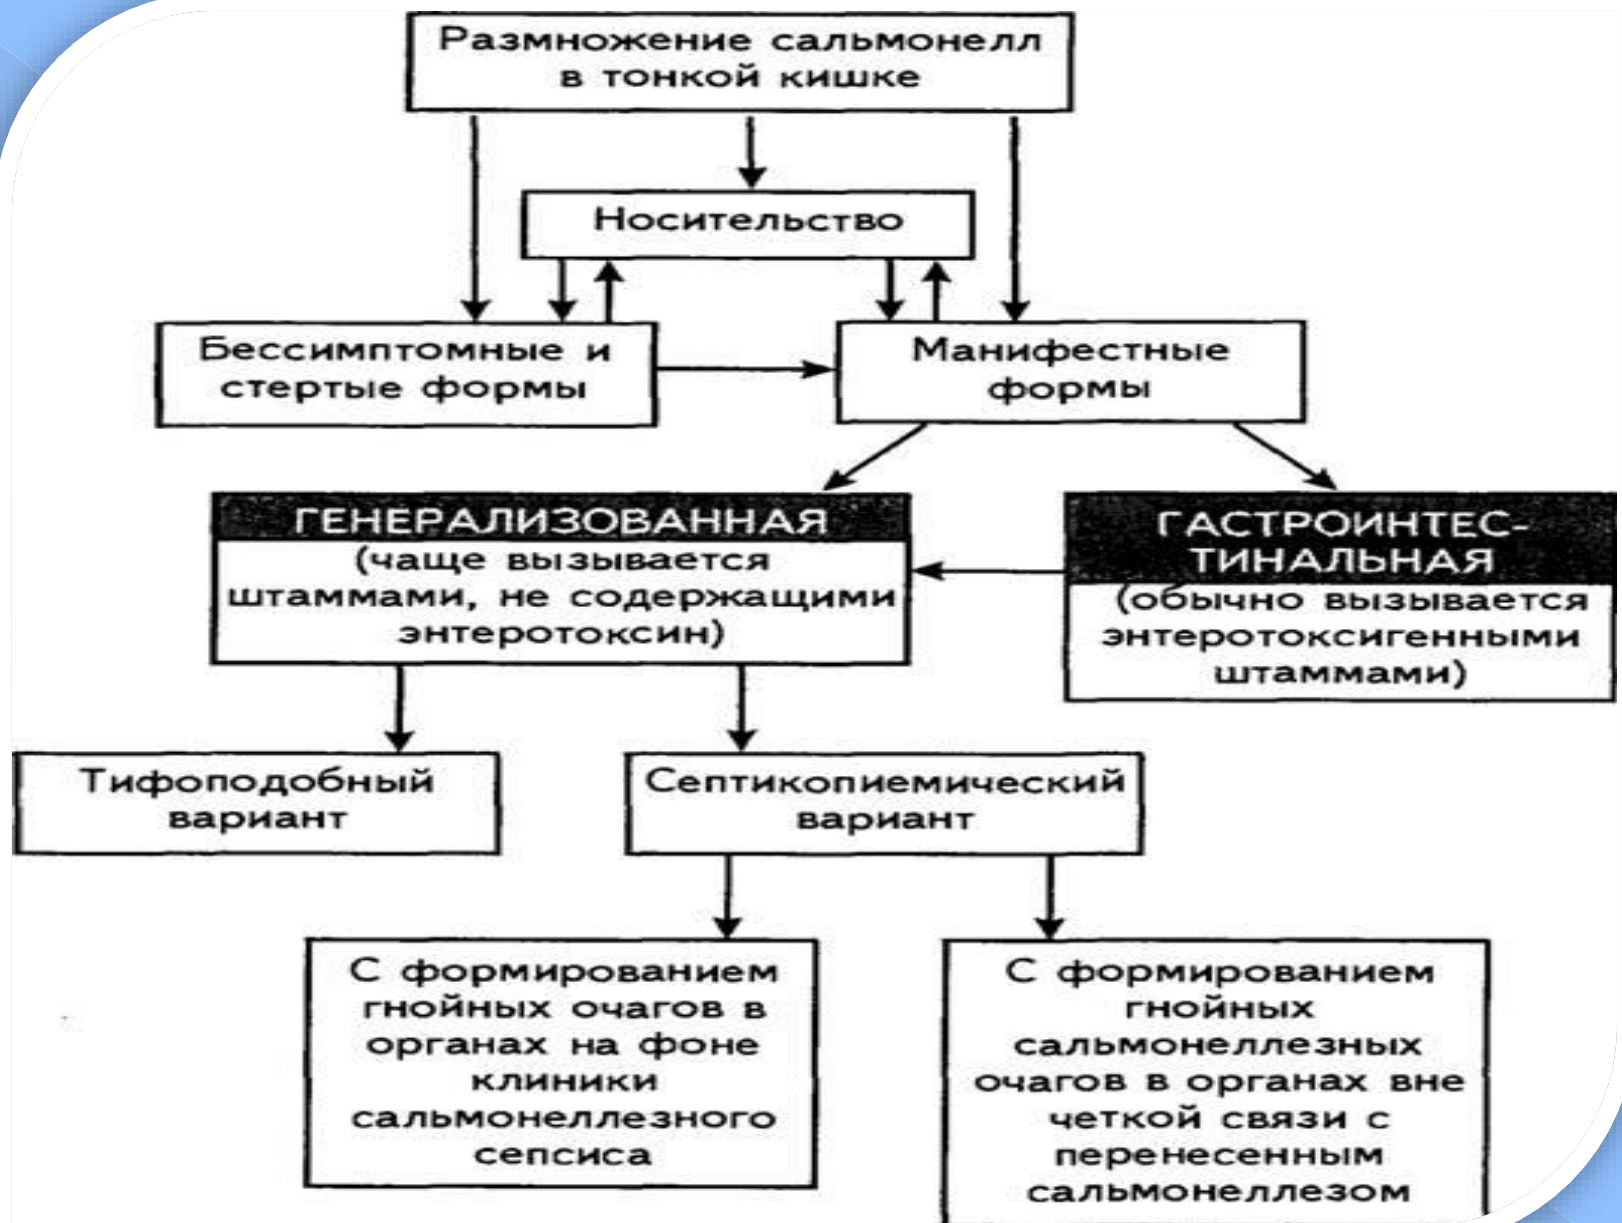 Размножение сальмонелл
в тонкой кишке
Носительство
Бессимптомные и
стертые формы
Манифестные
формы
ГЕНЕРАЛИЗОВАННАЯ
(чаще вызывается
штаммами, не содержащими
энтеротоксин)
ГАСТРОИНТЕС-
ТИНАЛЬНАЯ
(обычно вызывается
энтеротоксигенными
штаммами)
Тифоподобный
вариант
Септикопиемический
вариант
С формированием
гнойных очагов в
органах на фоне
клиники
сальмонеллезного
сепсиса
С формированием
гнойных
сальмонеллезных
очагов в органах вне
четкой связи с
перенесенным
сальмонеллезом